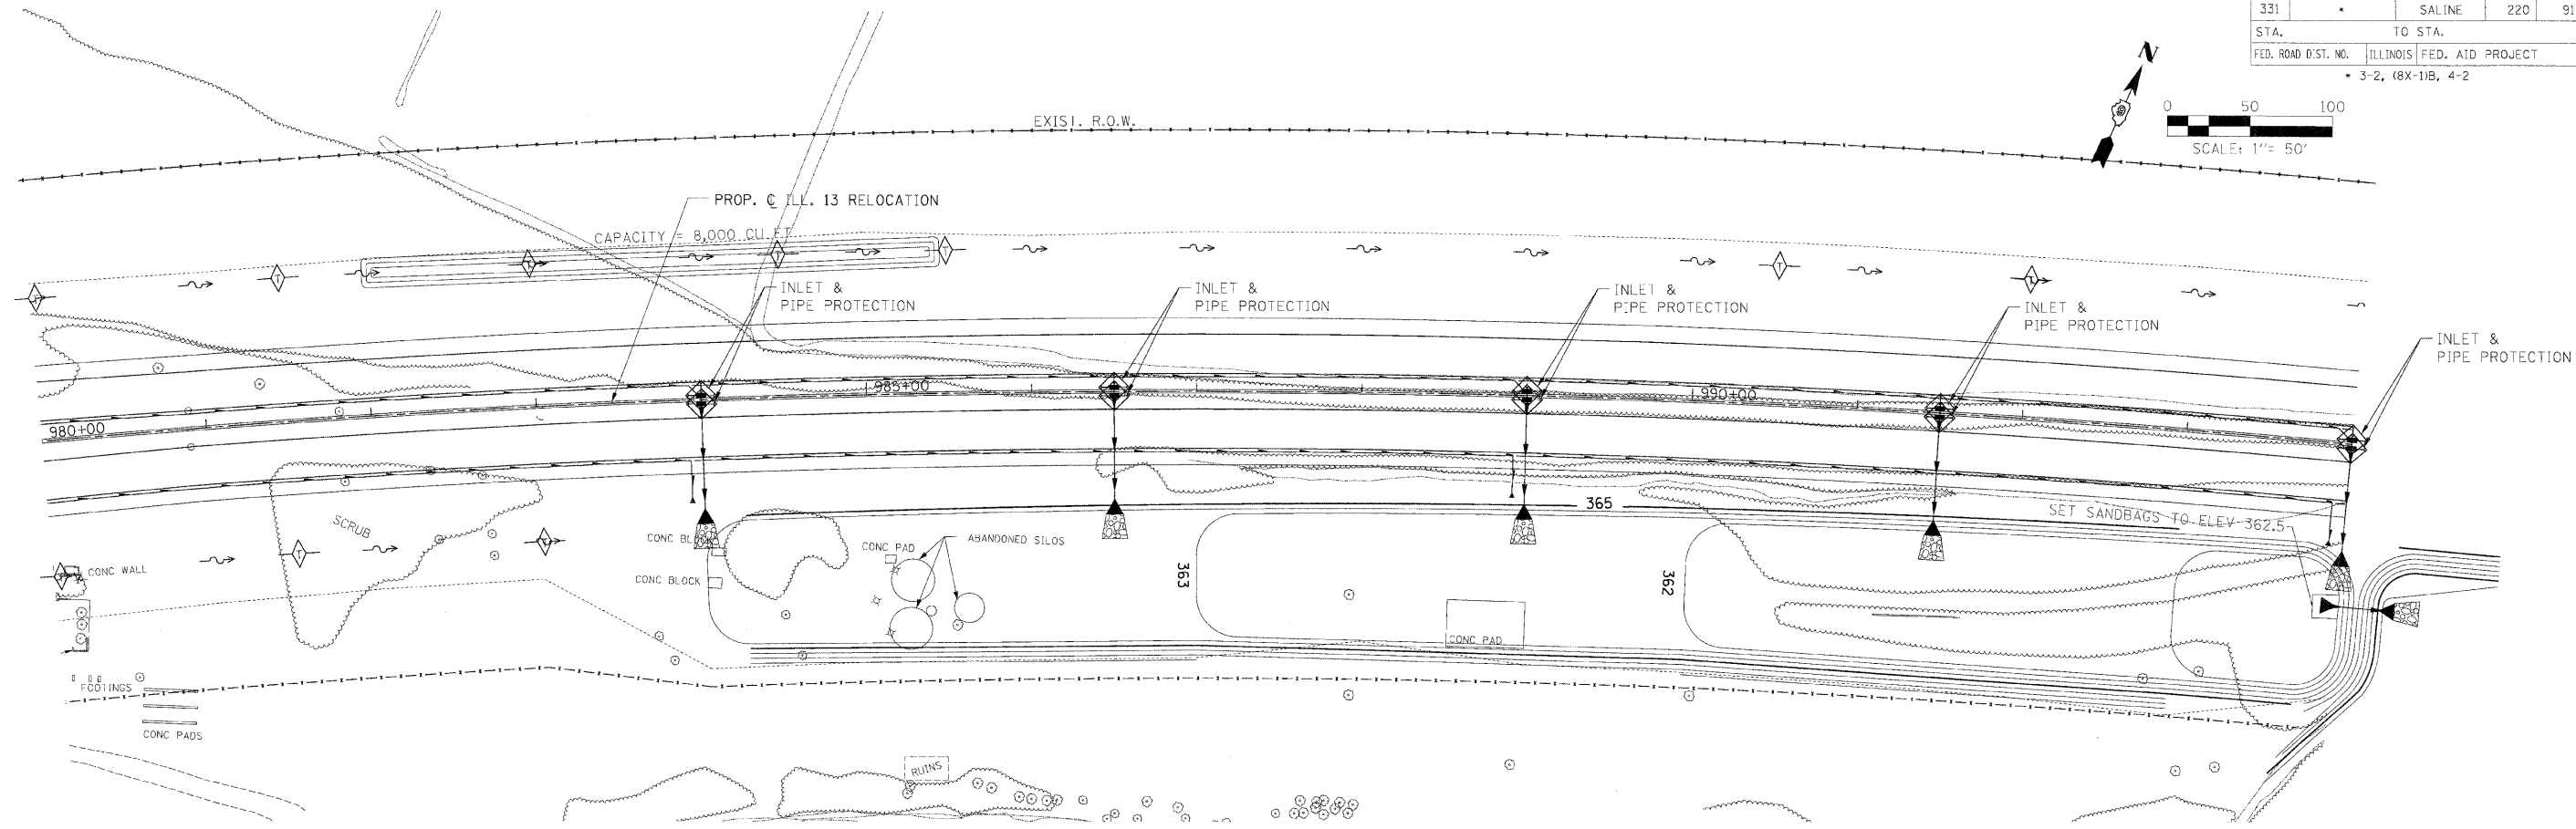 331 * SALINE 220 91
STA. TO STA.
FED. ROAD DIST. NO. ILLINOIS FED. AID PROJECT
* 3-2, (8X-1)B, 4-2
N
0 50 100
SCALE: 1"= 50'
EXIST. R.O.W.
PROP. ℄ ILL. 13 RELOCATION
CAPACITY = 8,000 CU FT
T
T
T
T
T
T
T
INLET &
PIPE PROTECTION
INLET &
PIPE PROTECTION
INLET &
PIPE PROTECTION
INLET &
PIPE PROTECTION
INLET &
PIPE PROTECTION
980+00
985+00
990+00
365
SET SANDBAGS TO ELEV 362.5
SCRUB
T
T
CONC WALL
CONC BLOCK
CONC PAD
ABANDONED SILOS
CONC BLOCK
363
362
CONC PAD
FOOTINGS
CONC PADS
RUINS